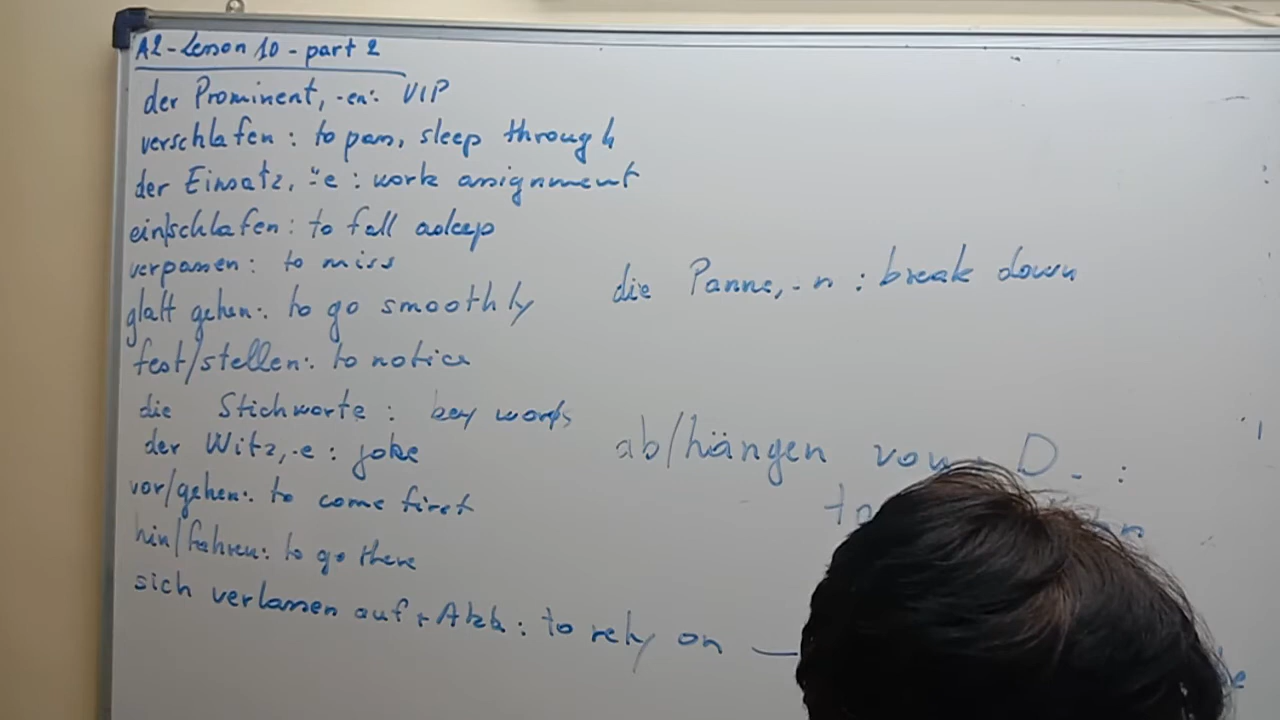 A2 - Lesson 10 - part 2
der Prominent, -en: VIP
verschlafen : to pass, sleep through
der Einsatz, ¨e : work assignment
ein/schlafen : to fall asleep
verpassen : to miss
glatt gehen : to go smoothly
fest/stellen : to notice
die Stichworte : key words
der Witz, -e : joke
vor/gehen : to come first
hin/fahren : to go there
sich verlassen auf + Akk : to rely on
die Panne, -n : break down
ab/hängen von D. :